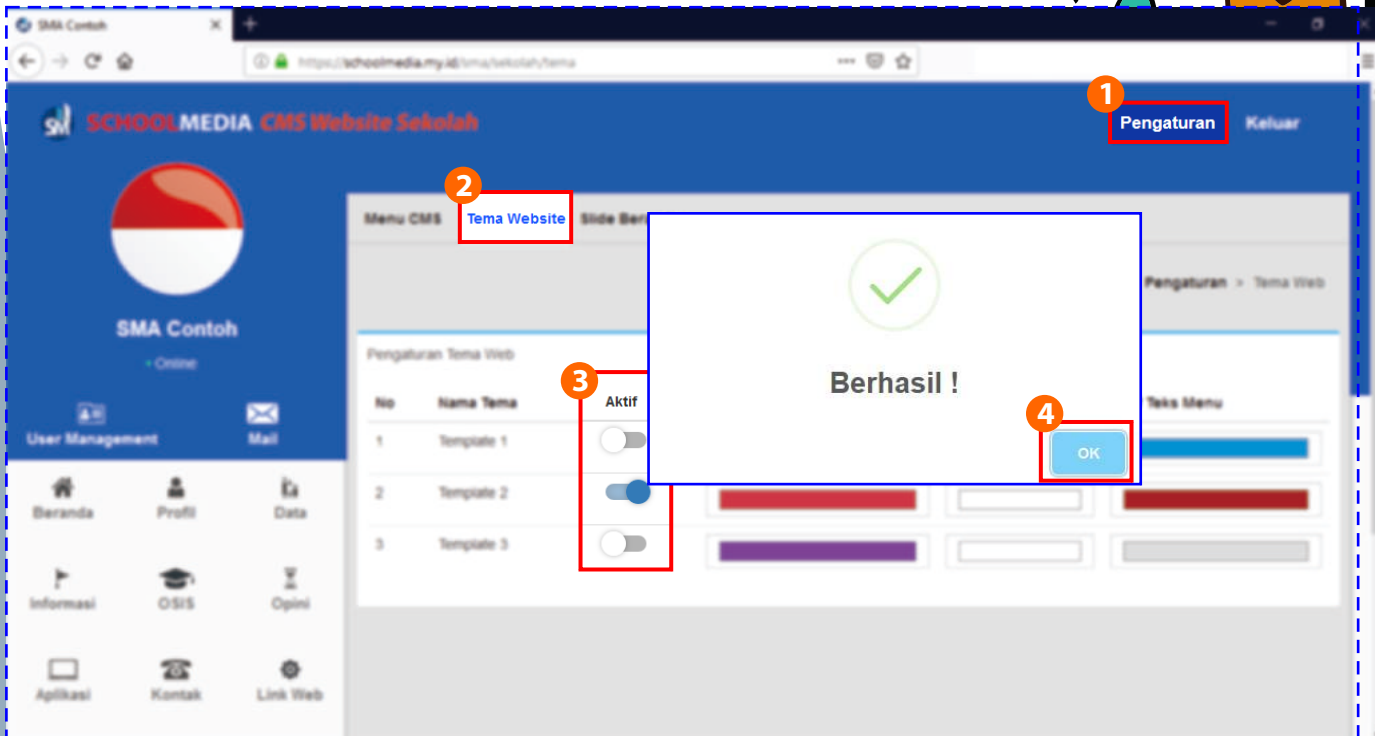 SMA Contoh
https://schoolmedia.my.id/sma/sekolah/tema
SCHOOLMEDIA CMS Website Sekolah
1
Pengaturan
Keluar
2
Menu CMS
Tema Website
Slide
Pengaturan > Tema Web
SMA Contoh
Online
User Management
Mail
Beranda
Profil
Data
Informasi
OSIS
Opini
Aplikasi
Kontak
Link Web
Pengaturan Tema Web
3
No
Nama Tema
Aktif
Teks Menu
1
Template 1
2
Template 2
3
Template 3
Berhasil !
4
OK